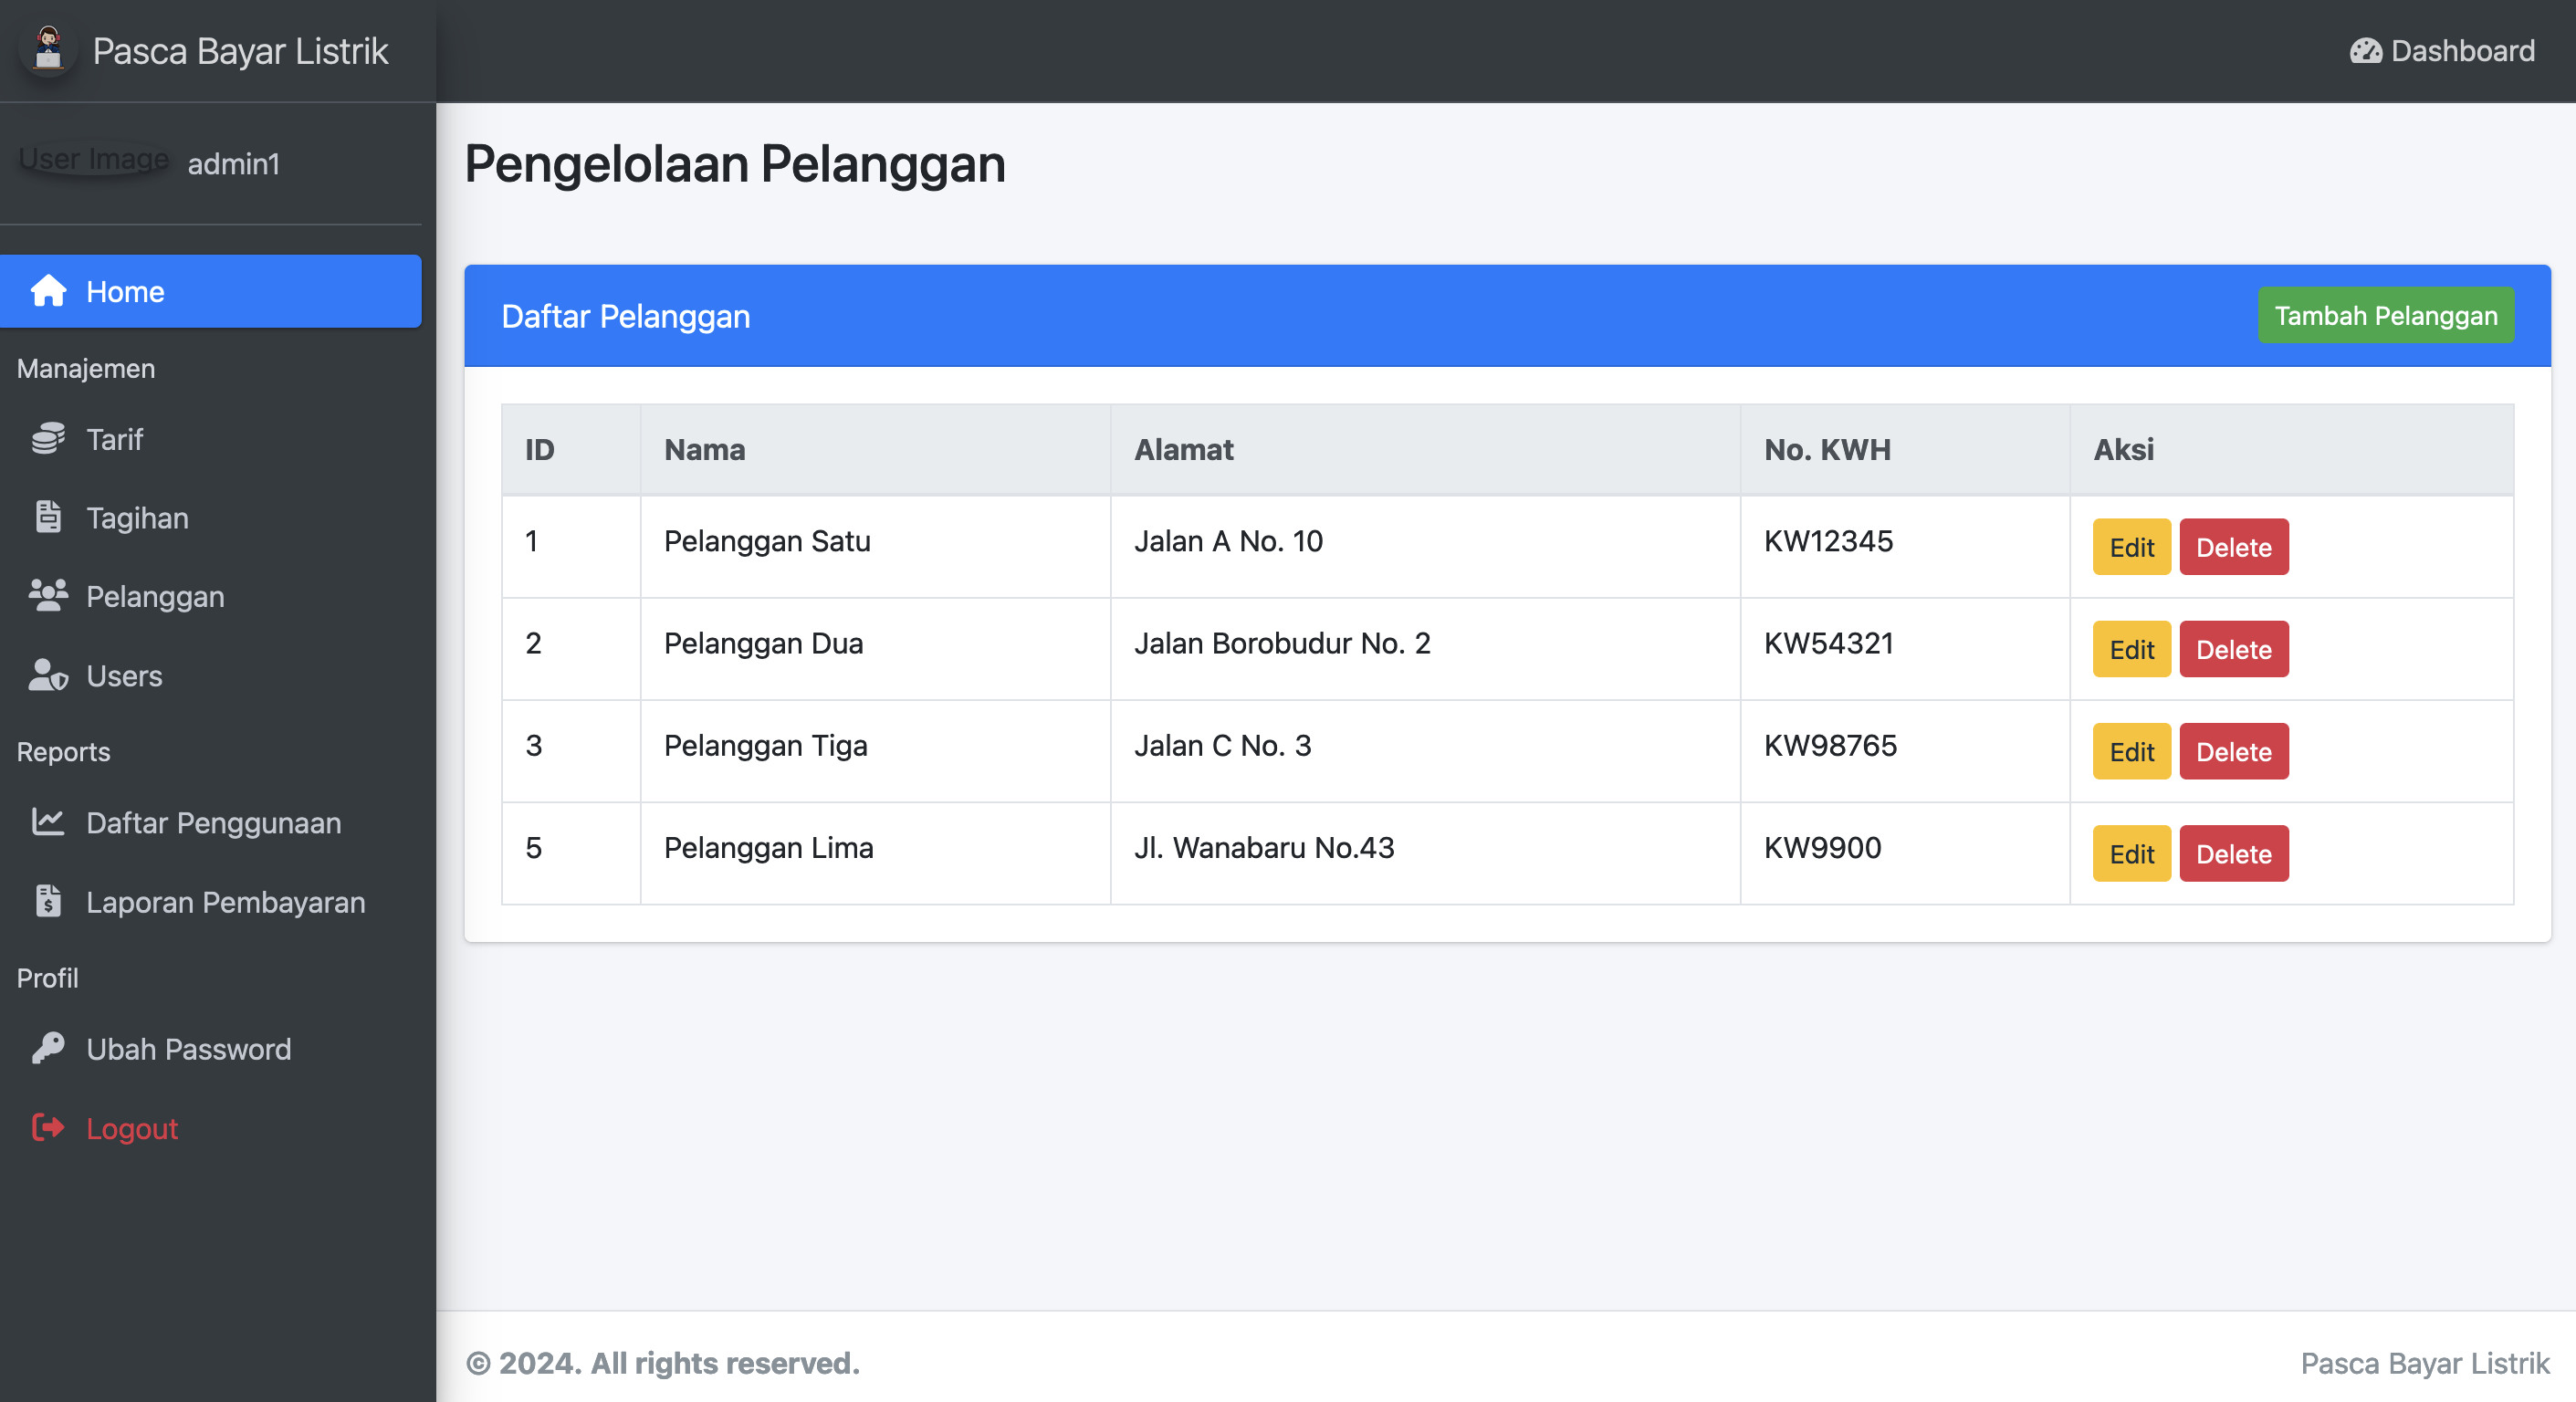 Pasca Bayar Listrik
Dashboard
User Image admin1
Home
Manajemen
Tarif
Tagihan
Pelanggan
Users
Reports
Daftar Penggunaan
Laporan Pembayaran
Profil
Ubah Password
Logout
Pengelolaan Pelanggan
Daftar Pelanggan Tambah Pelanggan
ID Nama Alamat No. KWH Aksi
1 Pelanggan Satu Jalan A No. 10 KW12345 Edit Delete
2 Pelanggan Dua Jalan Borobudur No. 2 KW54321 Edit Delete
3 Pelanggan Tiga Jalan C No. 3 KW98765 Edit Delete
5 Pelanggan Lima Jl. Wanabaru No.43 KW9900 Edit Delete
© 2024. All rights reserved. Pasca Bayar Listrik